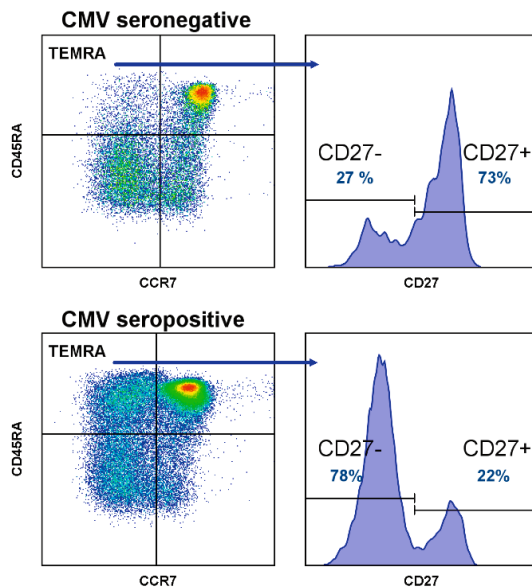 CMV seronegative
TEMRA
CD45RA
CCR7
CD27-
27 %
CD27+
73%
CD27
CMV seropositive
TEMRA
CD45RA
CCR7
CD27-
78%
CD27+
22%
CD27